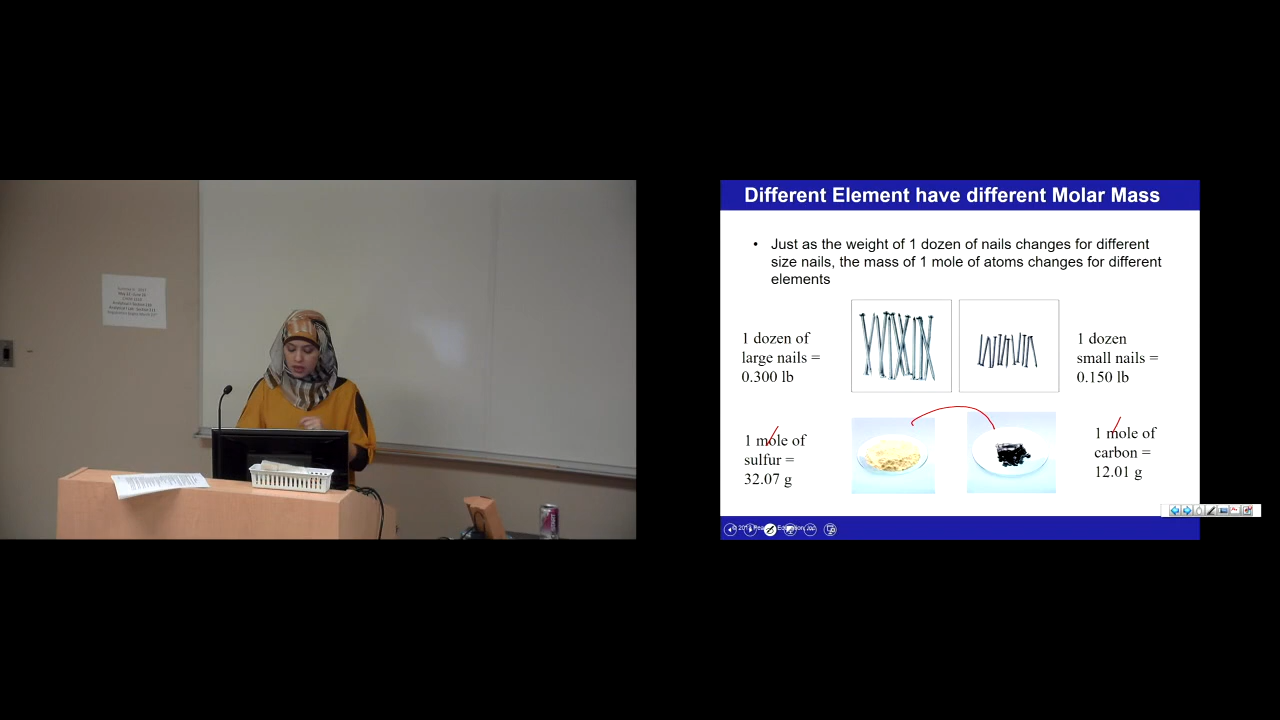 Different Element have different Molar Mass
• Just as the weight of 1 dozen of nails changes for different
size nails, the mass of 1 mole of atoms changes for different
elements
1 dozen of
large nails =
0.300 lb
1 dozen
small nails =
0.150 lb
1 mole of
sulfur =
32.07 g
1 mole of
carbon =
12.01 g